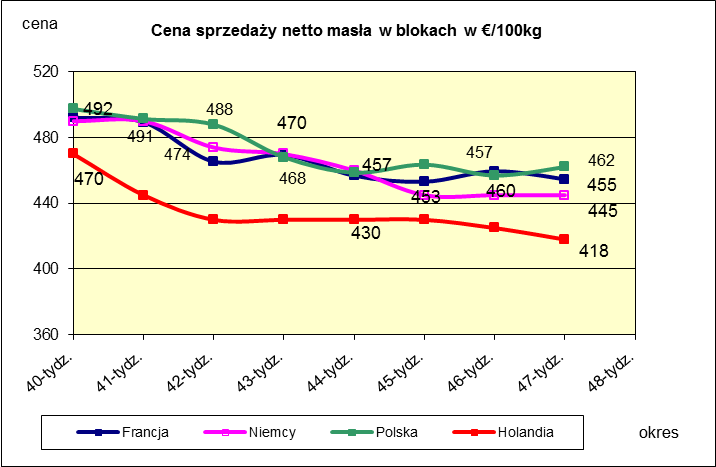 cena
Cena sprzedaży netto masła w blokach w €/100kg
520
480
440
400
360
492
491
488
474
470
470
468
457
430
457
453
460
462
455
445
418
40-tydz.
41-tydz.
42-tydz.
43-tydz.
44-tydz.
45-tydz.
46-tydz.
47-tydz.
48-tydz.
Francja
Niemcy
Polska
Holandia
okres